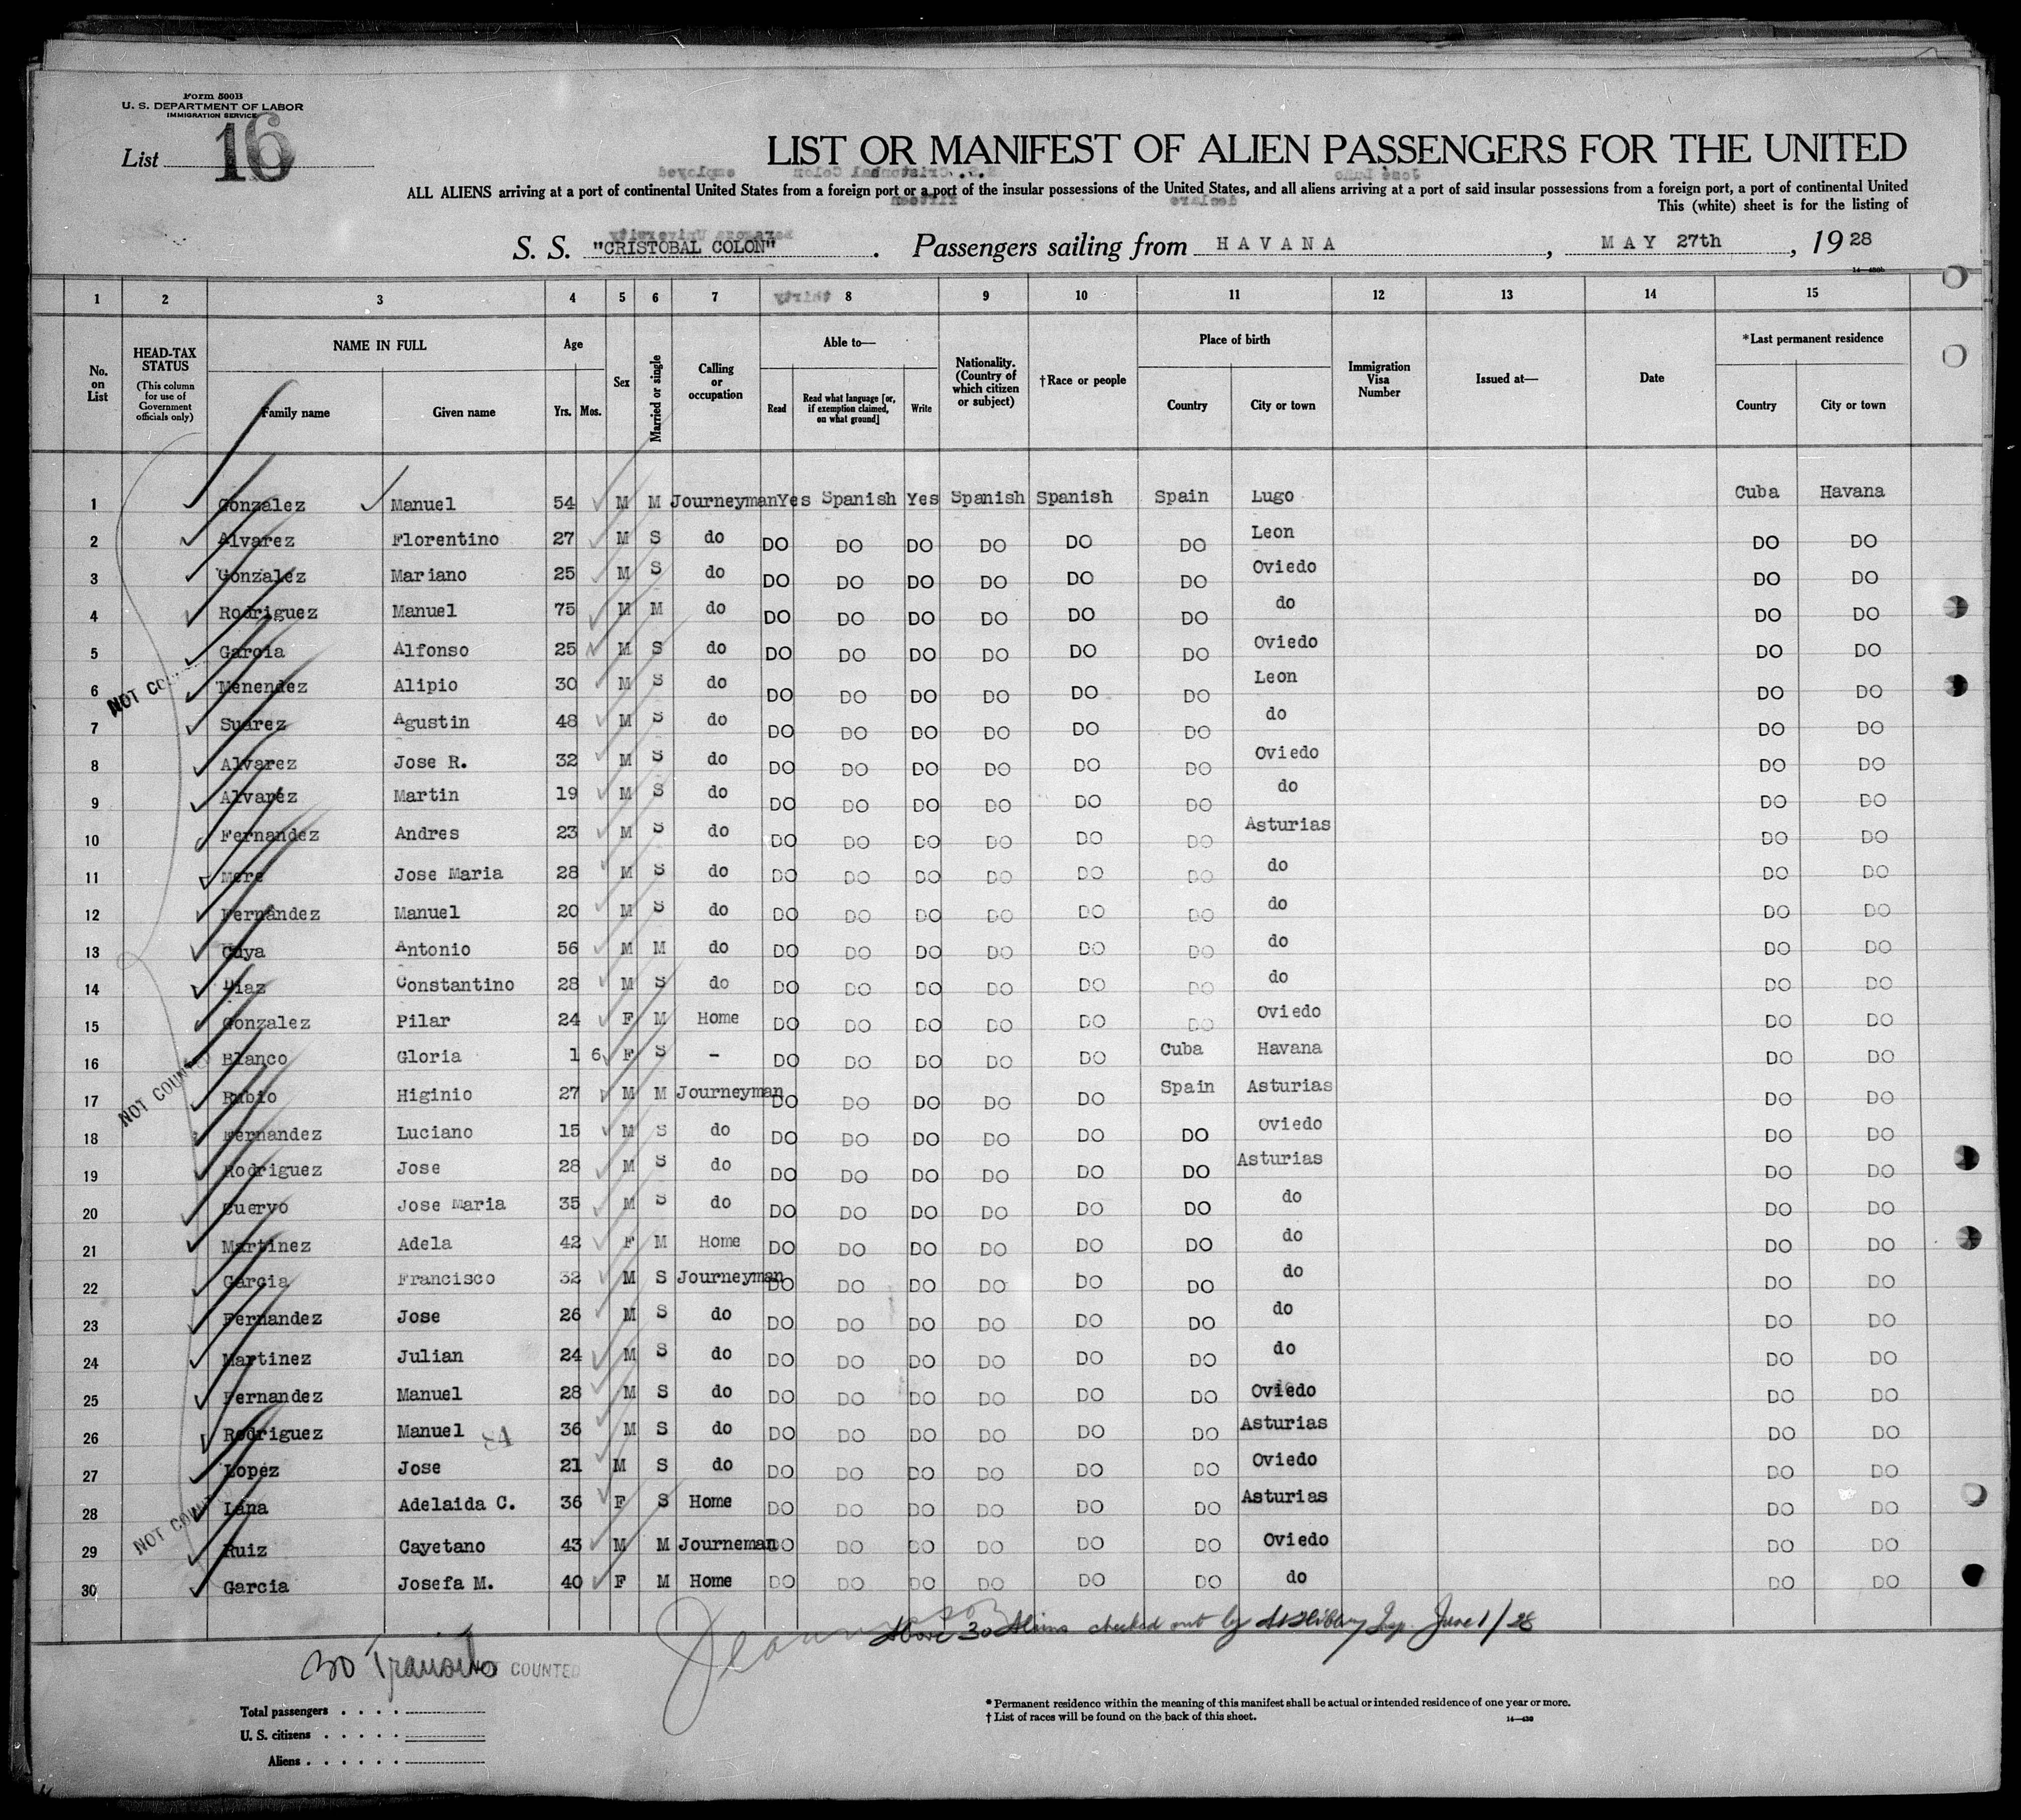 Form 500B
U. S. DEPARTMENT OF LABOR
IMMIGRATION SERVICE
List 16
LIST OR MANIFEST OF ALIEN PASSENGERS FOR THE UNITED
ALL ALIENS arriving at a port of continental United States from a foreign port or a port of the insular possessions of the United States, and all aliens arriving at a port of said insular possessions from a foreign port, a port of continental United
This (white) sheet is for the listing of
S. S. "CRISTOBAL COLON". Passengers sailing from HAVANA, MAY 27th, 1928
1 2 3 4 5 6 7 8 9 10 11 12 13 14 15
No. on List
HEAD-TAX STATUS (This column for use of Government officials only)
NAME IN FULL
Family name Given name
Age
Yrs. Mos.
Sex
Married or single
Calling or occupation
Able to—
Read Read what language [or, if exemption claimed, on what ground] Write
Nationality. (Country of which citizen or subject)
† Race or people
Place of birth
Country City or town
Immigration Visa Number
Issued at—
Date
*Last permanent residence
Country City or town
1 Gonzalez Manuel 54 M M Journeyman Yes Spanish Yes Spanish Spanish Spain Lugo Cuba Havana
2 Alvarez Florentino 27 M S do DO DO DO DO DO DO Leon DO DO
3 Gonzalez Mariano 25 M S do DO DO DO DO DO DO Oviedo DO DO
4 Rodriguez Manuel 75 M M do DO DO DO DO DO DO do DO DO
5 Garcia Alfonso 25 M S do DO DO DO DO DO DO Oviedo DO DO
6 Menendez Alipio 30 M S do DO DO DO DO DO DO Leon DO DO
7 Suarez Agustin 48 M S do DO DO DO DO DO DO do DO DO
8 Alvarez Jose R. 32 M S do DO DO DO DO DO DO Oviedo DO DO
9 Alvarez Martin 19 M S do DO DO DO DO DO DO do DO DO
10 Fernandez Andres 23 M S do DO DO DO DO DO DO Asturias DO DO
11 Mere Jose Maria 28 M S do DO DO DO DO DO DO do DO DO
12 Fernandez Manuel 20 M S do DO DO DO DO DO DO do DO DO
13 Cuya Antonio 56 M M do DO DO DO DO DO DO do DO DO
14 Diaz Constantino 28 M S do DO DO DO DO DO DO do DO DO
15 Gonzalez Pilar 24 F M Home DO DO DO DO DO DO Oviedo DO DO
16 Blanco Gloria 1 6 F S - DO DO DO DO DO Cuba Havana DO DO
17 Rubio Higinio 27 M M Journeyman DO DO DO DO DO Spain Asturias DO DO
18 Fernandez Luciano 15 M S do DO DO DO DO DO DO Oviedo DO DO
19 Rodriguez Jose 28 M S do DO DO DO DO DO DO Asturias DO DO
20 Cuervo Jose Maria 35 M S do DO DO DO DO DO DO do DO DO
21 Martinez Adela 42 F M Home DO DO DO DO DO DO do DO DO
22 Garcia Francisco 32 M S Journeyman DO DO DO DO DO DO do DO DO
23 Fernandez Jose 26 M S do DO DO DO DO DO DO do DO DO
24 Martinez Julian 24 M S do DO DO DO DO DO DO do DO DO
25 Fernandez Manuel 28 M S do DO DO DO DO DO DO Oviedo DO DO
26 Rodriguez Manuel 84 36 M S do DO DO DO DO DO DO Asturias DO DO
27 Lopez Jose 21 M S do DO DO DO DO DO DO Oviedo DO DO
28 Lana Adelaida C. 36 F S Home DO DO DO DO DO DO Asturias DO DO
29 Ruiz Cayetano 43 M M Journeman DO DO DO DO DO DO Oviedo DO DO
30 Garcia Josefa M. 40 F M Home DO DO DO DO DO DO do DO DO
NOT COUNTED
Above 30 Aliens checked out by Insp. June 1/28
30 Transito NOT COUNTED
Total passengers
U. S. citizens
Aliens
* Permanent residence within the meaning of this manifest shall be actual or intended residence of one year or more.
† List of races will be found on the back of this sheet.